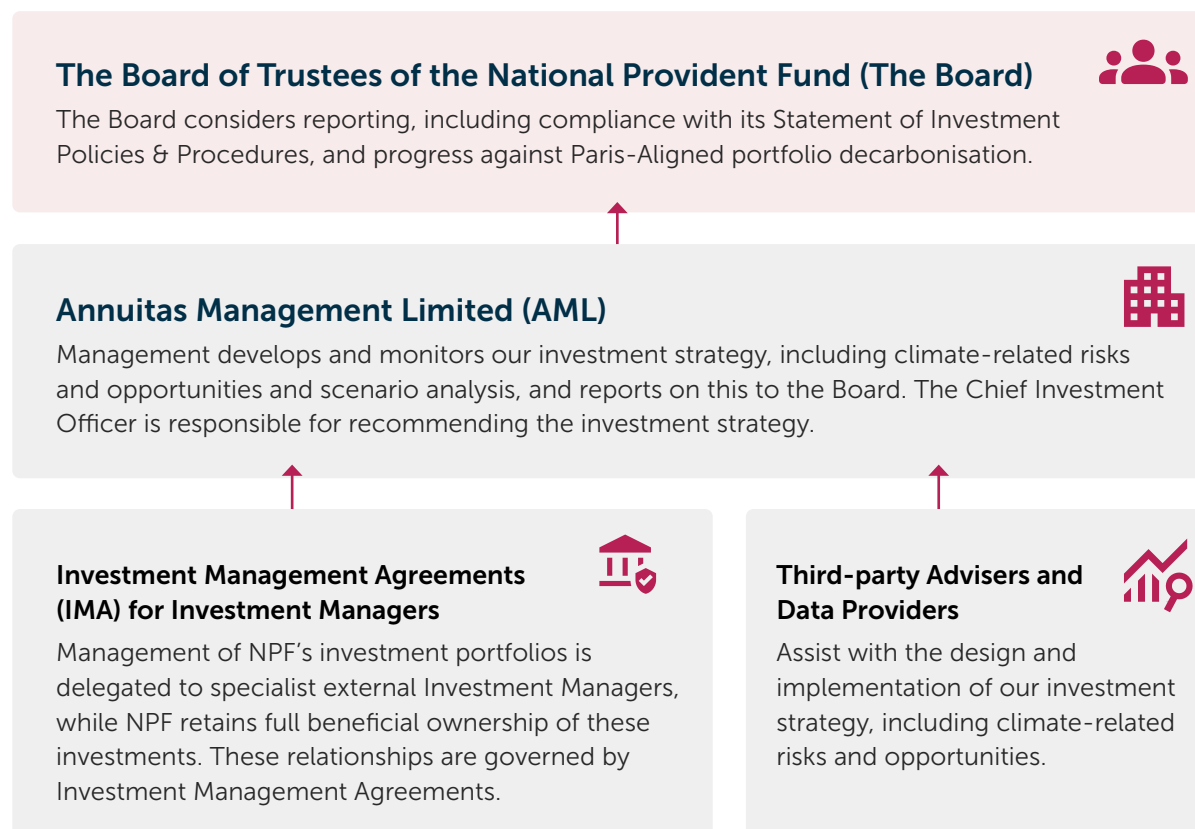 The Board of Trustees of the National Provident Fund (The Board)
The Board considers reporting, including compliance with its Statement of Investment
Policies & Procedures, and progress against Paris-Aligned portfolio decarbonisation.
Annuitas Management Limited (AML)
Management develops and monitors our investment strategy, including climate-related risks
and opportunities and scenario analysis, and reports on this to the Board. The Chief Investment
Officer is responsible for recommending the investment strategy.
Investment Management Agreements
(IMA) for Investment Managers
Management of NPF’s investment portfolios is
delegated to specialist external Investment Managers,
while NPF retains full beneficial ownership of these
investments. These relationships are governed by
Investment Management Agreements.
Third-party Advisers and
Data Providers
Assist with the design and
implementation of our investment
strategy, including climate-related
risks and opportunities.